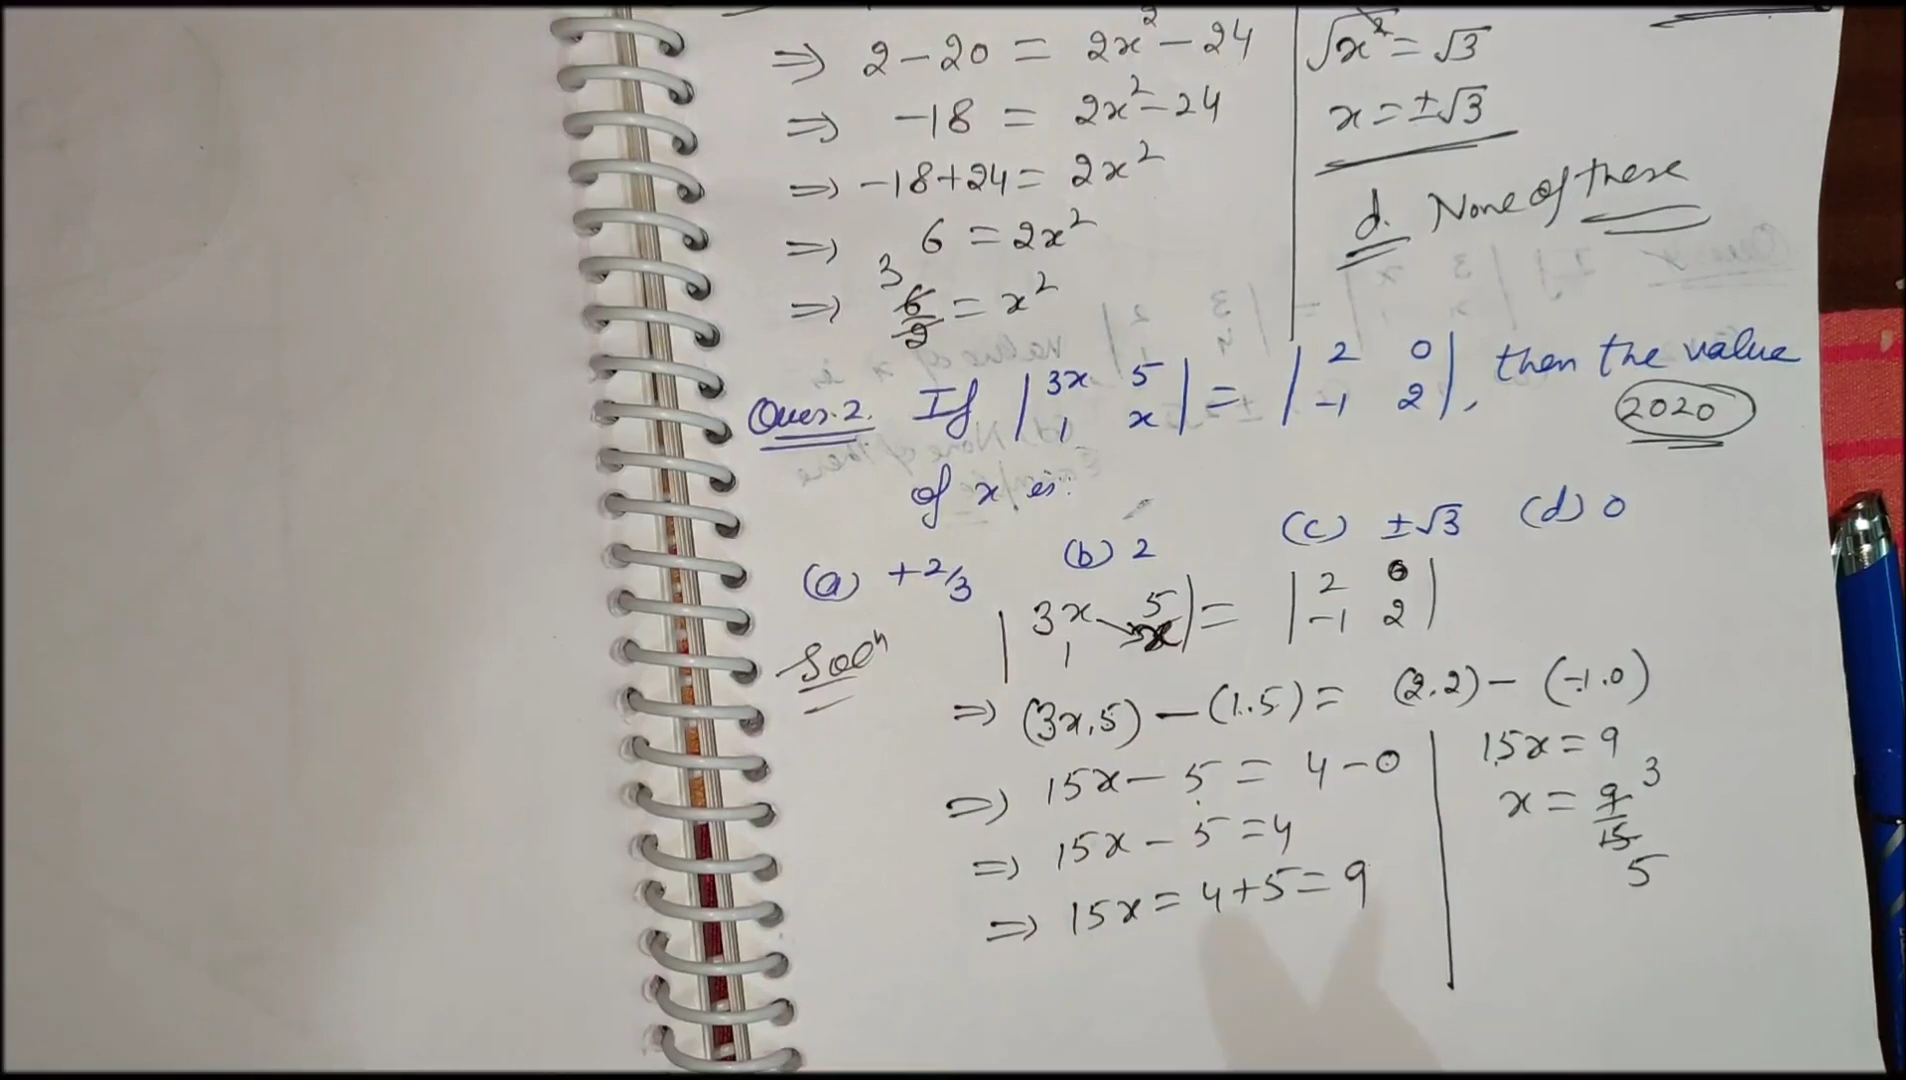 ⇒ 2-20 = 2x²-24
⇒ -18 = 2x²-24
⇒ -18+24 = 2x²
⇒ 6 = 2x²
⇒ 3 6/2 = x²
√x² = √3
x = ±√3
d. None of these
Ques.2. If |3x 5| = |2 0|, then the value
|1 x| |-1 2|
2020
of x is:
(a) +2/3 (b) 2 (c) ±√3 (d) 0
Solⁿ |3x 5| = |2 0|
|1 x| |-1 2|
⇒ (3x.5) - (1.5) = (2.2) - (-1.0)
⇒ 15x - 5 = 4-0
⇒ 15x - 5 = 4
⇒ 15x = 4+5 = 9
15x = 9
x = 9/15 3
5